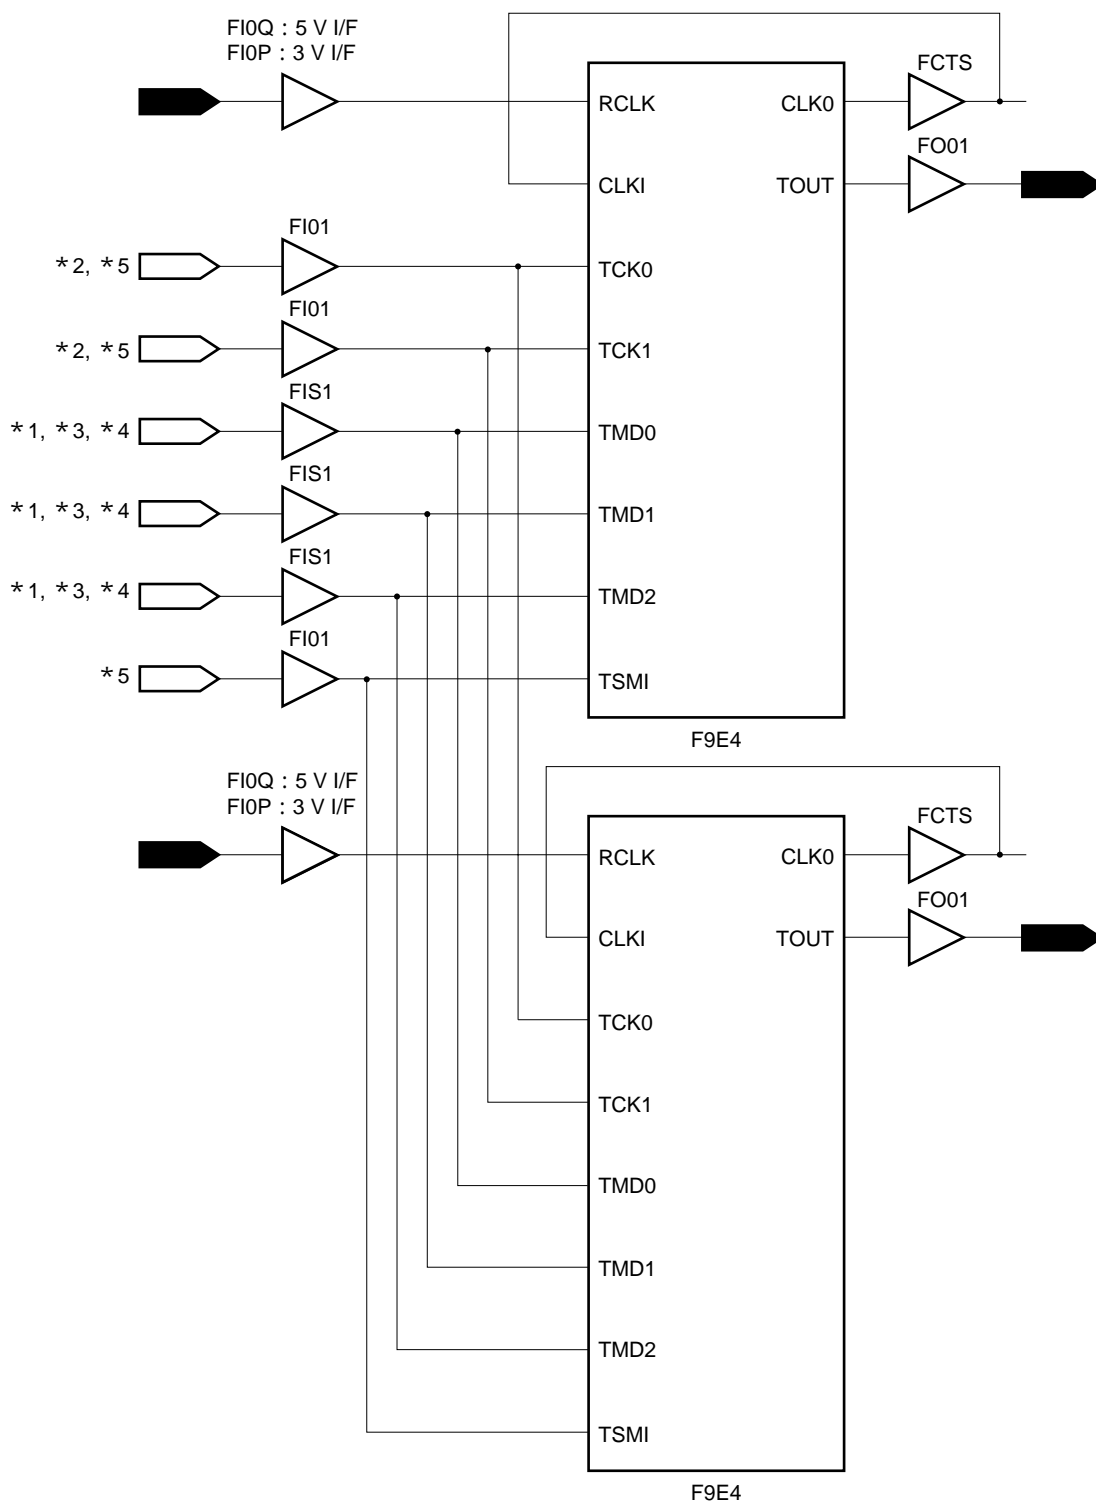 FI0Q : 5 V I/F
FI0P : 3 V I/F
FCTS
RCLK
CLK0
FO01
CLKI
TOUT
FI01
*2, *5
TCK0
FI01
*2, *5
TCK1
FIS1
*1, *3, *4
TMD0
FIS1
*1, *3, *4
TMD1
FIS1
*1, *3, *4
TMD2
FI01
*5
TSMI
F9E4
FI0Q : 5 V I/F
FI0P : 3 V I/F
FCTS
RCLK
CLK0
FO01
CLKI
TOUT
TCK0
TCK1
TMD0
TMD1
TMD2
TSMI
F9E4